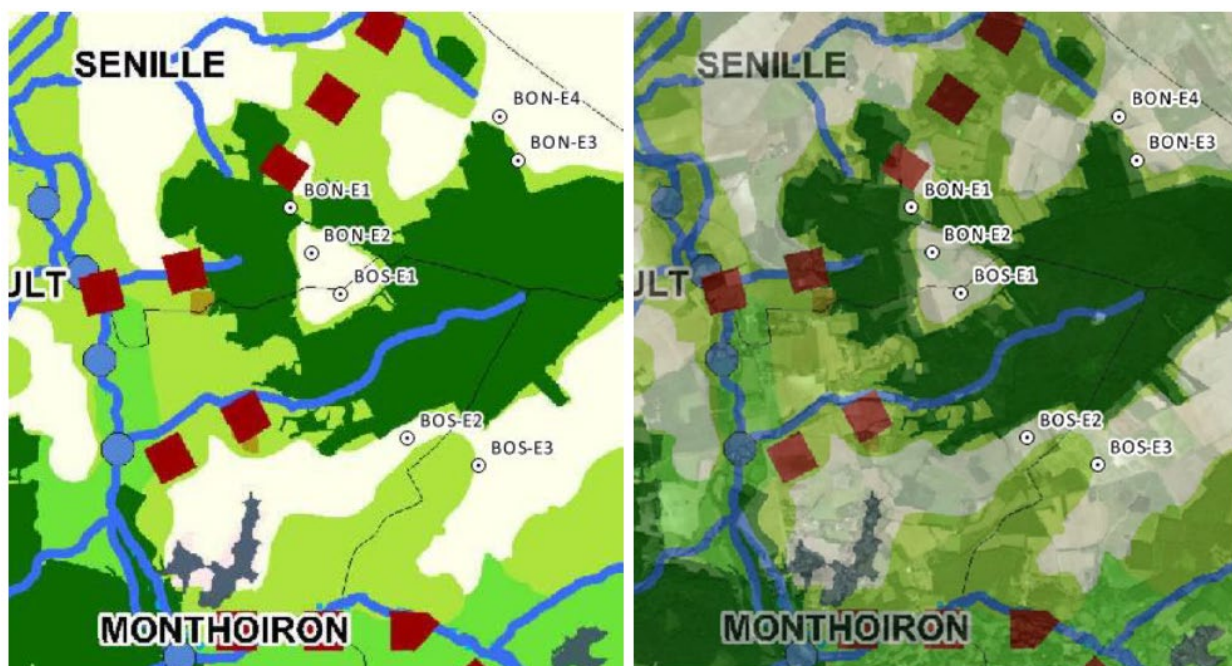 SENILLE
BON-E4
BON-E3
BON-E1
BON-E2
BOS-E1
ULT
BOS-E2
BOS-E3
MONTHOIRON
SENILLE
BON-E4
BON-E3
BON-E1
BON-E2
BOS-E1
ULT
BOS-E2
BOS-E3
MONTHOIRON